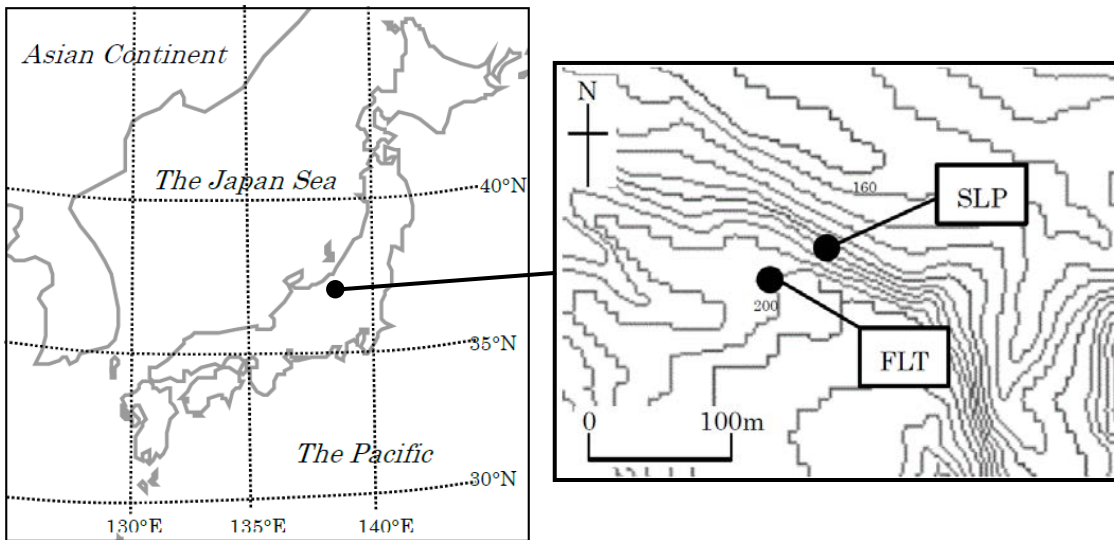 Asian Continent
The Japan Sea
40°N
35°N
The Pacific
30°N
130°E
135°E
140°E
N
160
SLP
200
FLT
0
100m